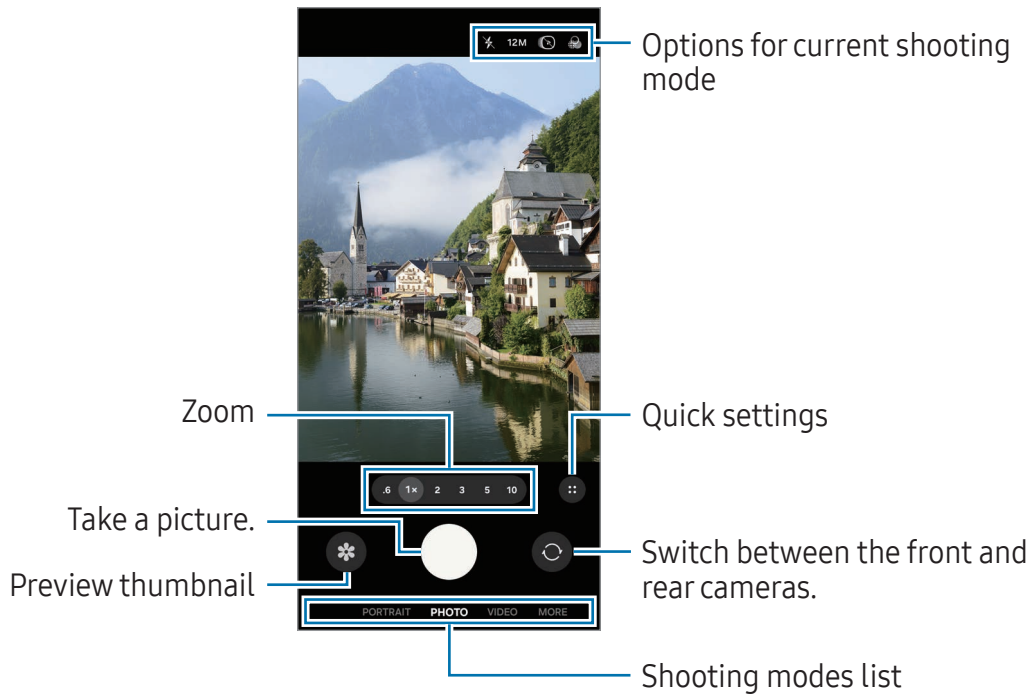 12M
Options for current shooting
mode
Zoom
Quick settings
.6 1× 2 3 5 10
Take a picture.
Switch between the front and
rear cameras.
Preview thumbnail
PORTRAIT PHOTO VIDEO MORE
Shooting modes list